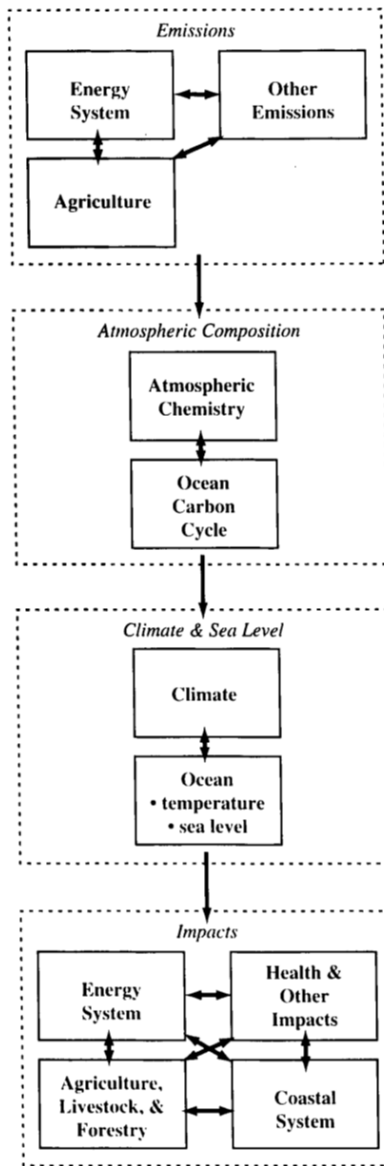 Emissions
Energy
System
Other
Emissions
Agriculture
Atmospheric Composition
Atmospheric
Chemistry
Ocean
Carbon
Cycle
Climate & Sea Level
Climate
Ocean
• temperature
• sea level
Impacts
Energy
System
Health &
Other
Impacts
Agriculture,
Livestock, &
Forestry
Coastal
System